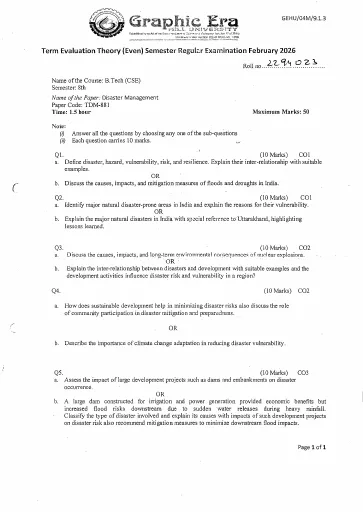 GEHU/04M/9.1.3
Graphic Era
HILL UNIVERSITY
Term Evaluation Theory (Even) Semester Regular Examination February 2026
Roll no. 2294023
Name of the Course: B.Tech (CSE)
Semester: 8th
Name of the Paper: Disaster Management
Paper Code: TDM-881
Time: 1.5 hour Maximum Marks: 50
Note:
(i) Answer all the questions by choosing any one of the sub-questions
(ii) Each question carries 10 marks.
Q1. (10 Marks) CO1
a. Define disaster, hazard, vulnerability, risk, and resilience. Explain their inter-relationship with suitable
examples.
OR
b. Discuss the causes, impacts, and mitigation measures of floods and droughts in India.
Q2. (10 Marks) CO1
a. Identify major natural disaster-prone areas in India and explain the reasons for their vulnerability.
OR
b. Explain the major natural disasters in India with special reference to Uttarakhand, highlighting
lessons learned.
Q3. (10 Marks) CO2
a. Discuss the causes, impacts, and long-term environmental consequences of nuclear explosions.
OR
b. Explain the inter-relationship between disasters and development with suitable examples and the
development activities influence disaster risk and vulnerability in a region?
Q4. (10 Marks) CO2
a. How does sustainable development help in minimizing disaster risks also discuss the role
of community participation in disaster mitigation and preparedness.
OR
b. Describe the importance of climate change adaptation in reducing disaster vulnerability.
Q5. (10 Marks) CO3
a. Assess the impact of large development projects such as dams and embankments on disaster
occurrence.
OR
b. A large dam constructed for irrigation and power generation provided economic benefits but
increased flood risks downstream due to sudden water releases during heavy rainfall.
Classify the type of disaster involved and explain its causes with impacts of such development projects
on disaster risk also recommend mitigation measures to minimize downstream flood impacts.
Page 1 of 1